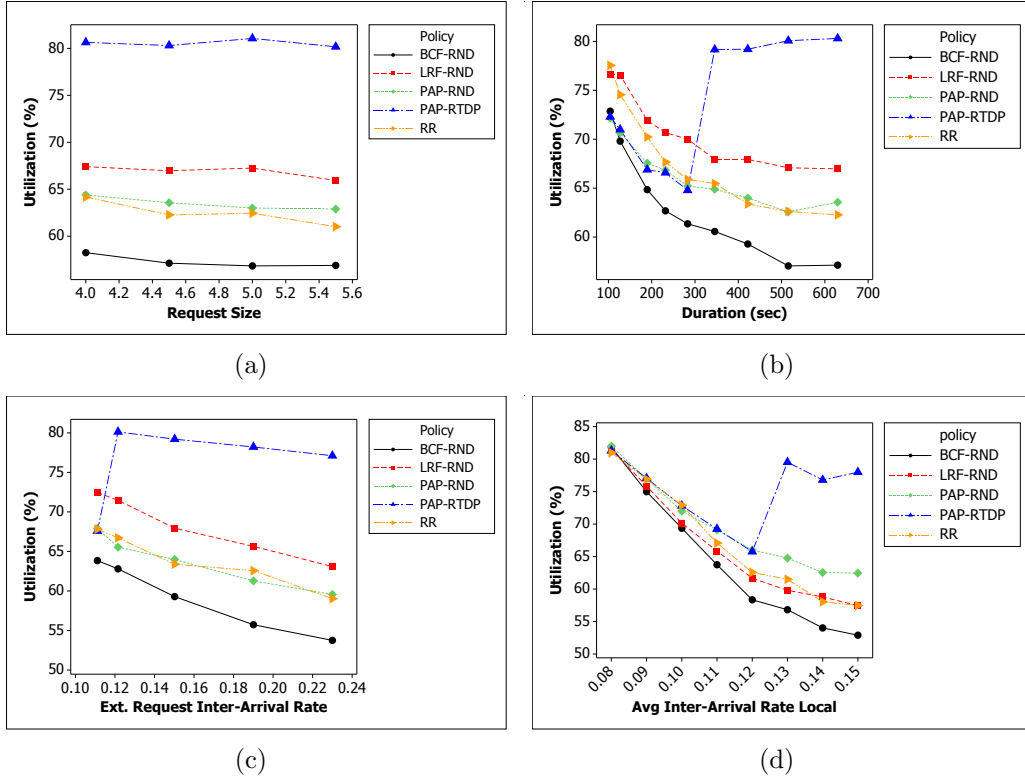 80
75
70
65
60
Utilization (%)
4.0 4.2 4.4 4.6 4.8 5.0 5.2 5.4 5.6
Request Size
Policy
BCF-RND
LRF-RND
PAP-RND
PAP-RTDP
RR
(a)
80
75
70
65
60
Utilization (%)
100 200 300 400 500 600 700
Duration (sec)
Policy
BCF-RND
LRF-RND
PAP-RND
PAP-RTDP
RR
(b)
80
75
70
65
60
55
50
Utilization (%)
0.10 0.12 0.14 0.16 0.18 0.20 0.22 0.24
Ext. Request Inter-Arrival Rate
Policy
BCF-RND
LRF-RND
PAP-RND
PAP-RTDP
RR
(c)
85
80
75
70
65
60
55
50
Utilization (%)
0.08 0.09 0.10 0.11 0.12 0.13 0.14 0.15
Avg Inter-Arrival Rate Local
policy
BCF-RND
LRF-RND
PAP-RND
PAP-RTDP
RR
(d)